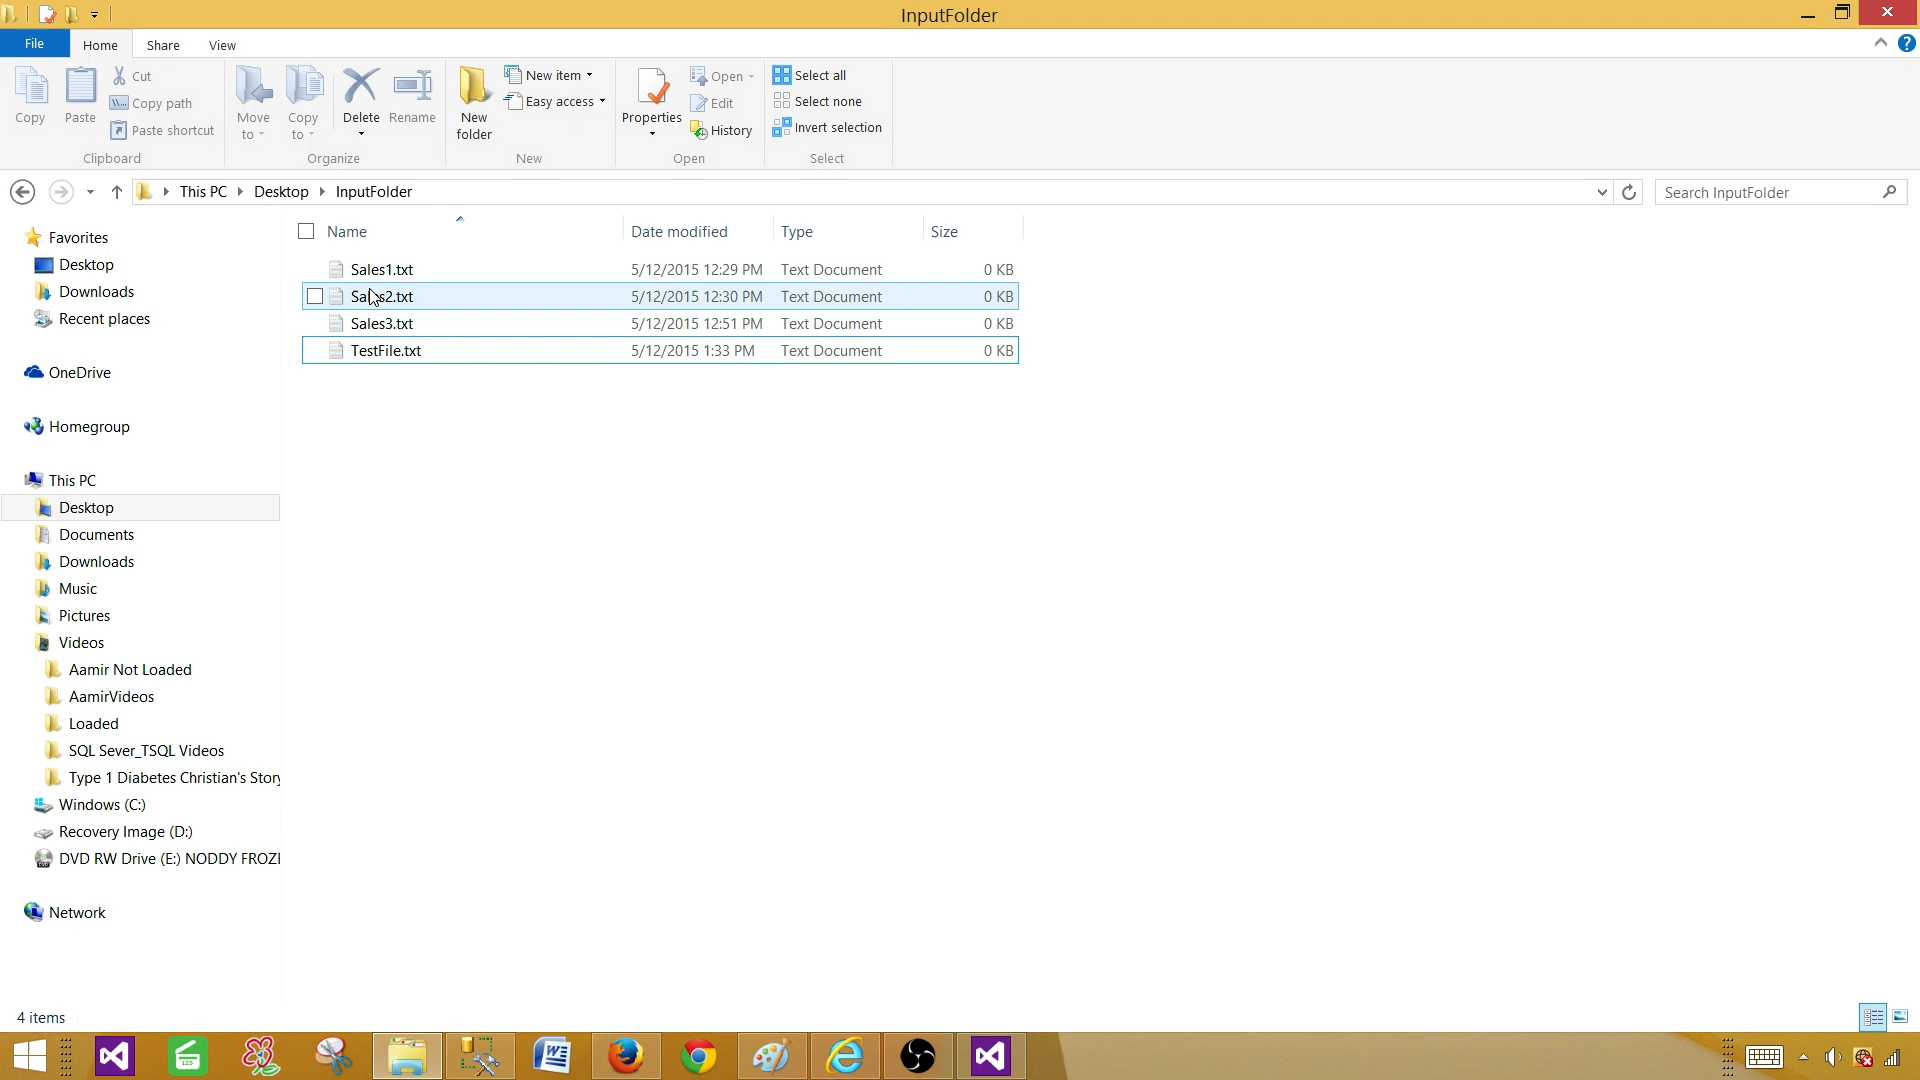 InputFolder
File Home Share View
Copy Paste Cut Copy path Paste shortcut Clipboard
Move to Copy to Delete Rename Organize
New folder New item Easy access New
Properties Open Edit History Open
Select all Select none Invert selection Select
This PC Desktop InputFolder
Search InputFolder
Favorites
Desktop
Downloads
Recent places
OneDrive
Homegroup
This PC
Desktop
Documents
Downloads
Music
Pictures
Videos
Aamir Not Loaded
AamirVideos
Loaded
SQL Sever_TSQL Videos
Type 1 Diabetes Christian's Story
Windows (C:)
Recovery Image (D:)
DVD RW Drive (E:) NODDY FROZ
Network
Name Date modified Type Size
Sales1.txt 5/12/2015 12:29 PM Text Document 0 KB
Sales2.txt 5/12/2015 12:30 PM Text Document 0 KB
Sales3.txt 5/12/2015 12:51 PM Text Document 0 KB
TestFile.txt 5/12/2015 1:33 PM Text Document 0 KB
4 items